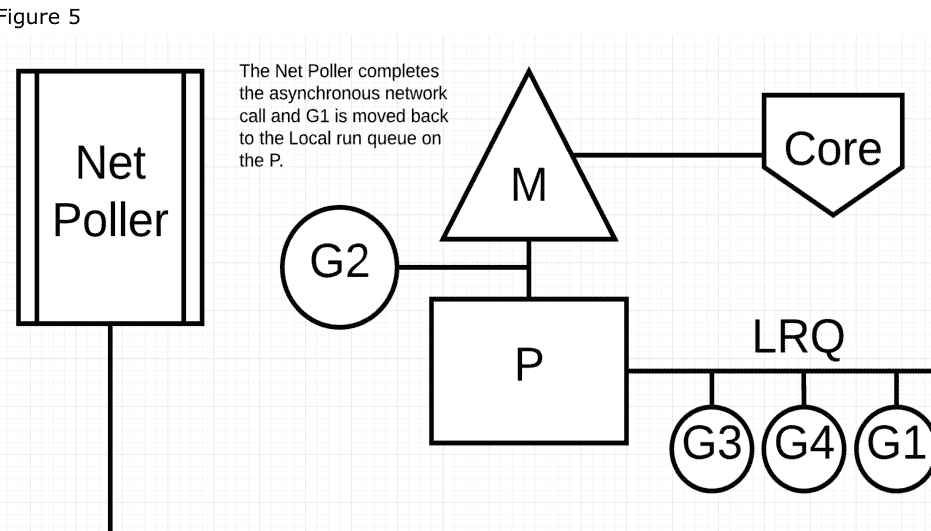 Figure 5
The Net Poller completes
the asynchronous network
call and G1 is moved back
to the Local run queue on
the P.
Net
Poller
M
Core
G2
P
LRQ
G3 G4 G1